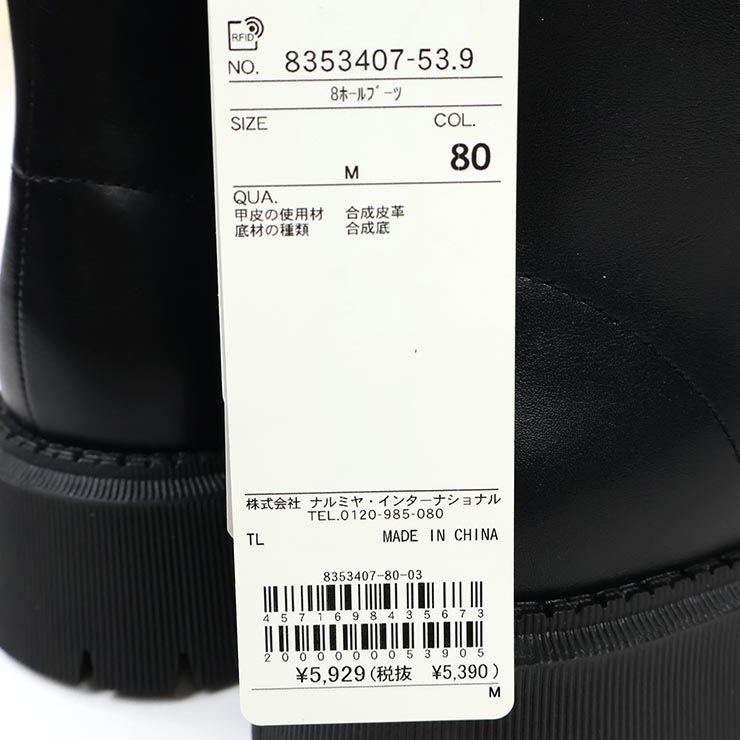 RFID
NO. 8353407-53.9
8ﾎｰﾙﾌﾞｰﾂ
SIZE COL.
M 80
QUA.
甲皮の使用材 合成皮革
底材の種類 合成底
株式会社 ナルミヤ・インターナショナル
TEL.0120-985-080
TL MADE IN CHINA
8353407-80-03
4571698435673
2000000053905
¥5,929(税抜 ¥5,390)
M